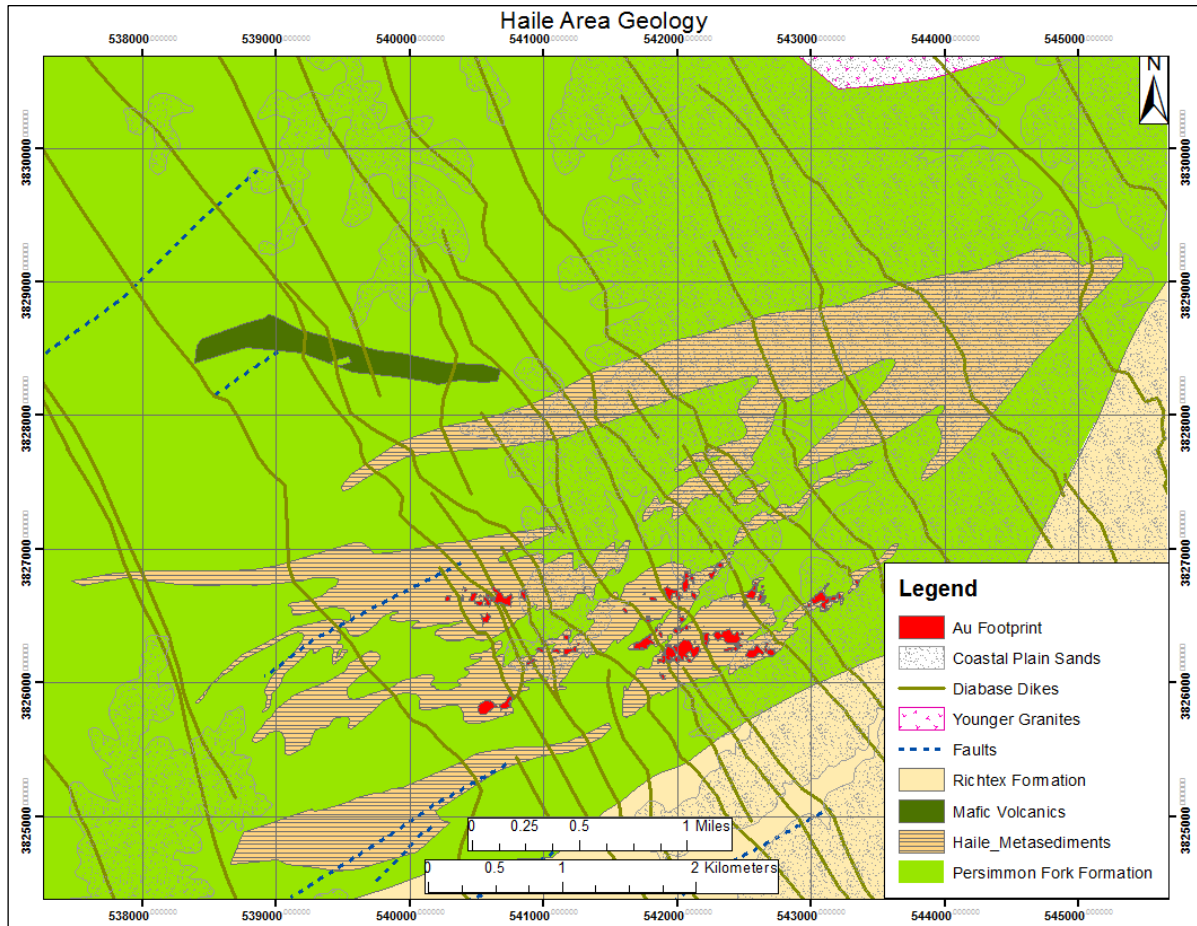 Haile Area Geology
538000 539000 540000 541000 542000 543000 544000 545000
N
3830000 3830000
3829000 3829000
3828000 3828000
3827000 3827000
3826000 3826000
3825000 3825000
Legend
Au Footprint
Coastal Plain Sands
Diabase Dikes
Younger Granites
Faults
Richtex Formation
Mafic Volcanics
Haile_Metasediments
Persimmon Fork Formation
0 0.25 0.5 1 Miles
0 0.5 1 2 Kilometers
538000 539000 540000 541000 542000 543000 544000 545000